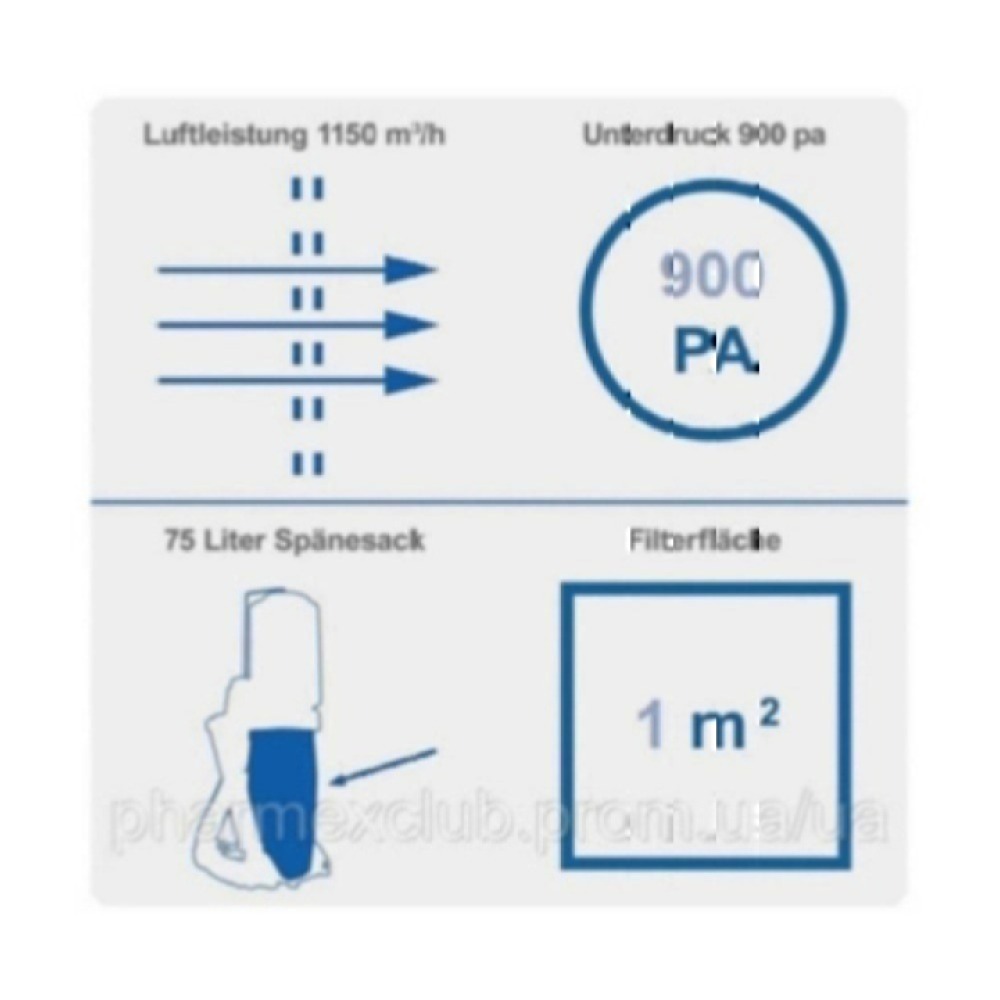 Luftleistung 1150 m³/h
Unterdruck 900 pa
900
PA
75 Liter Spänesack
Filterfläche
1 m²
pharmexclub.prom.ua/ua